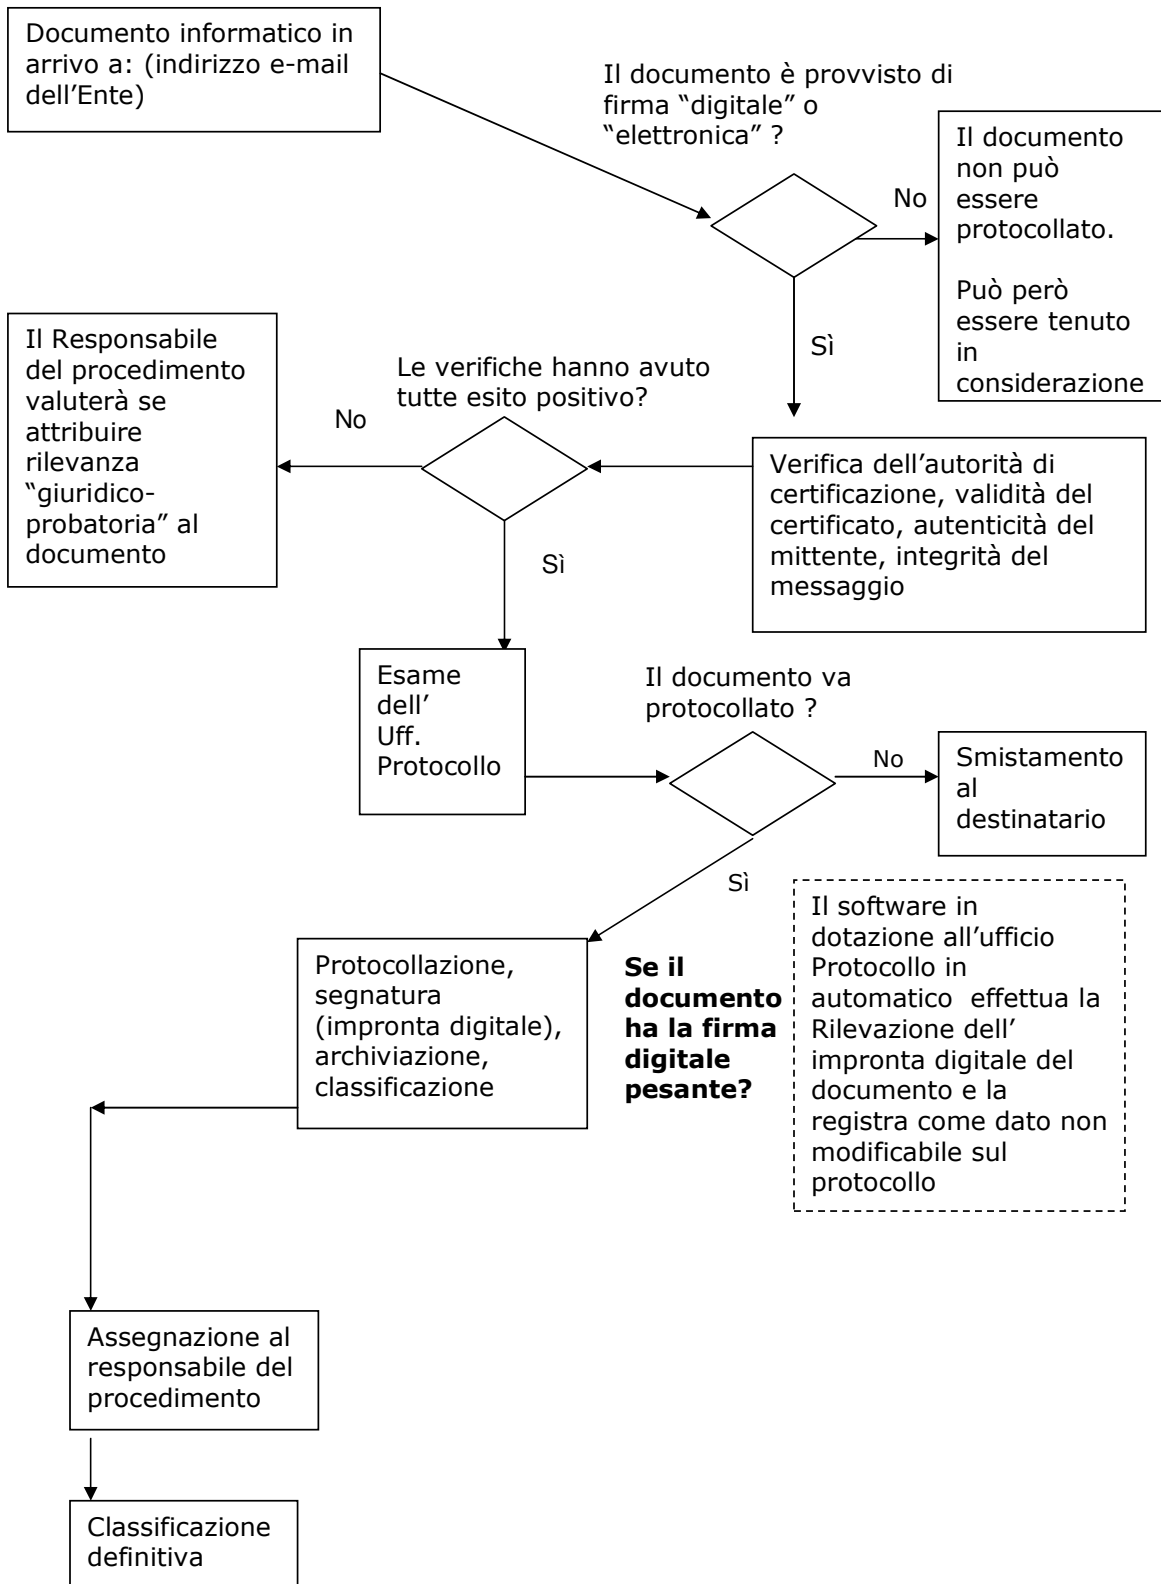 Documento informatico in
arrivo a: (indirizzo e-mail
dell’Ente)
Il documento è provvisto di
firma “digitale” o
“elettronica” ?
No
Il documento
non può
essere
protocollato.
Può però
essere tenuto
in
considerazione
Sì
Il Responsabile
del procedimento
valuterà se
attribuire
rilevanza
“giuridico-
probatoria” al
documento
No
Le verifiche hanno avuto
tutte esito positivo?
Verifica dell’autorità di
certificazione, validità del
certificato, autenticità del
mittente, integrità del
messaggio
Sì
Esame
dell’
Uff.
Protocollo
Il documento va
protocollato ?
No
Smistamento
al
destinatario
Sì
Protocollazione,
segnatura
(impronta digitale),
archiviazione,
classificazione
Se il
documento
ha la firma
digitale
pesante?
Il software in
dotazione all’ufficio
Protocollo in
automatico  effettua la
Rilevazione dell’
impronta digitale del
documento e la
registra come dato non
modificabile sul
protocollo
Assegnazione al
responsabile del
procedimento
Classificazione
definitiva